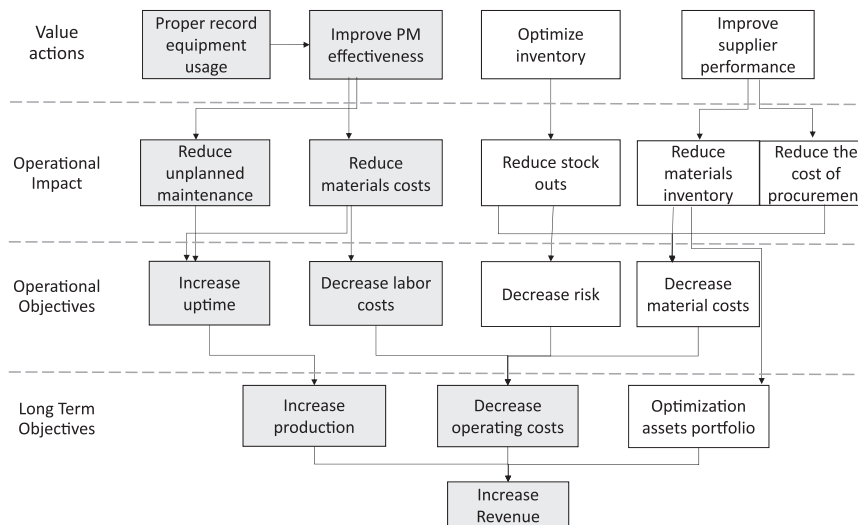 Value
actions
Proper record
equipment
usage
Improve PM
effectiveness
Optimize
inventory
Improve
supplier
performance
Operational
Impact
Reduce
unplanned
maintenance
Reduce
materials costs
Reduce stock
outs
Reduce
materials
inventory
Reduce the
cost of
procuremen
Operational
Objectives
Increase
uptime
Decrease labor
costs
Decrease risk
Decrease
material costs
Long Term
Objectives
Increase
production
Decrease
operating costs
Optimization
assets portfolio
Increase
Revenue